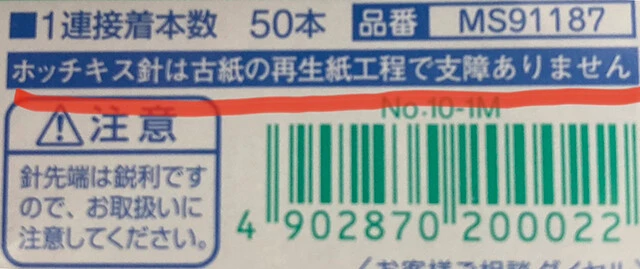 ■1連接着本数 50本 品番 MS91187
ホッチキス針は古紙の再生紙工程で支障ありません
No.10-1M
⚠注意
針先端は鋭利です
ので、お取扱いに
注意してください。
4 902870 200022